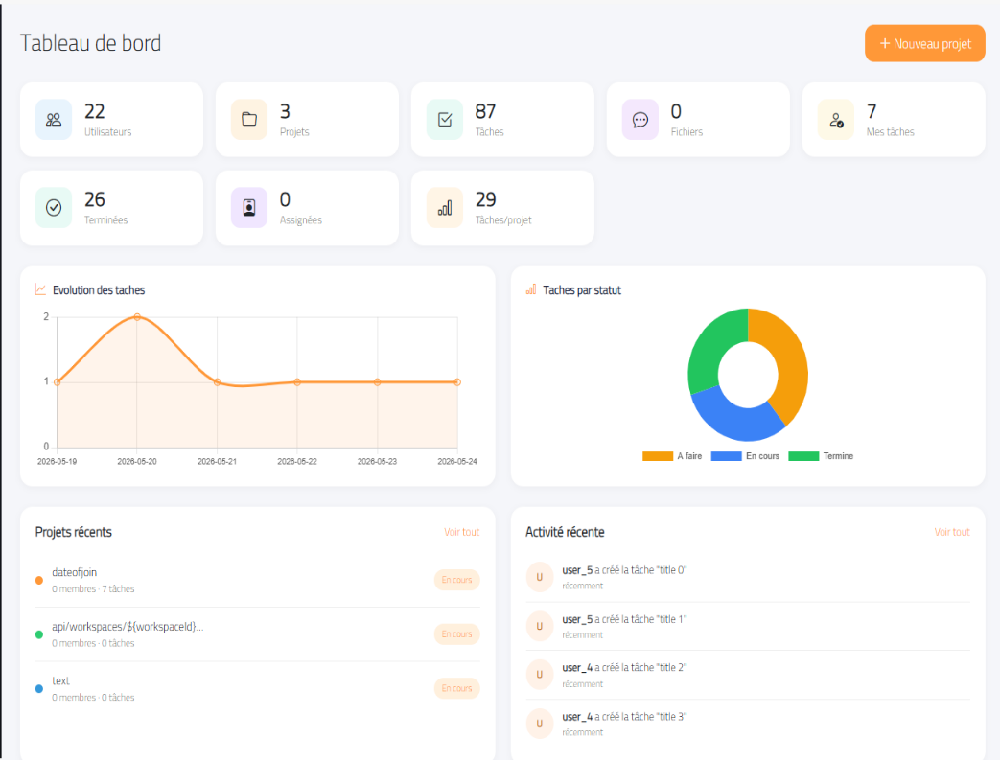 Tableau de bord
+ Nouveau projet
22
Utilisateurs
3
Projets
87
Tâches
0
Fichiers
7
Mes tâches
26
Terminées
0
Assignées
29
Tâches/projet
Evolution des taches
2
1
0
2026-05-19 2026-05-20 2026-05-21 2026-05-22 2026-05-23 2026-05-24
Taches par statut
A faire En cours Termine
Projets récents
Voir tout
dateofjoin
0 membres · 7 tâches
En cours
api/workspaces/${workspaceId}...
0 membres · 0 tâches
En cours
text
0 membres · 0 tâches
En cours
Activité récente
Voir tout
U
user_5 a créé la tâche "title 0"
récemment
U
user_5 a créé la tâche "title 1"
récemment
U
user_4 a créé la tâche "title 2"
récemment
U
user_4 a créé la tâche "title 3"
récemment